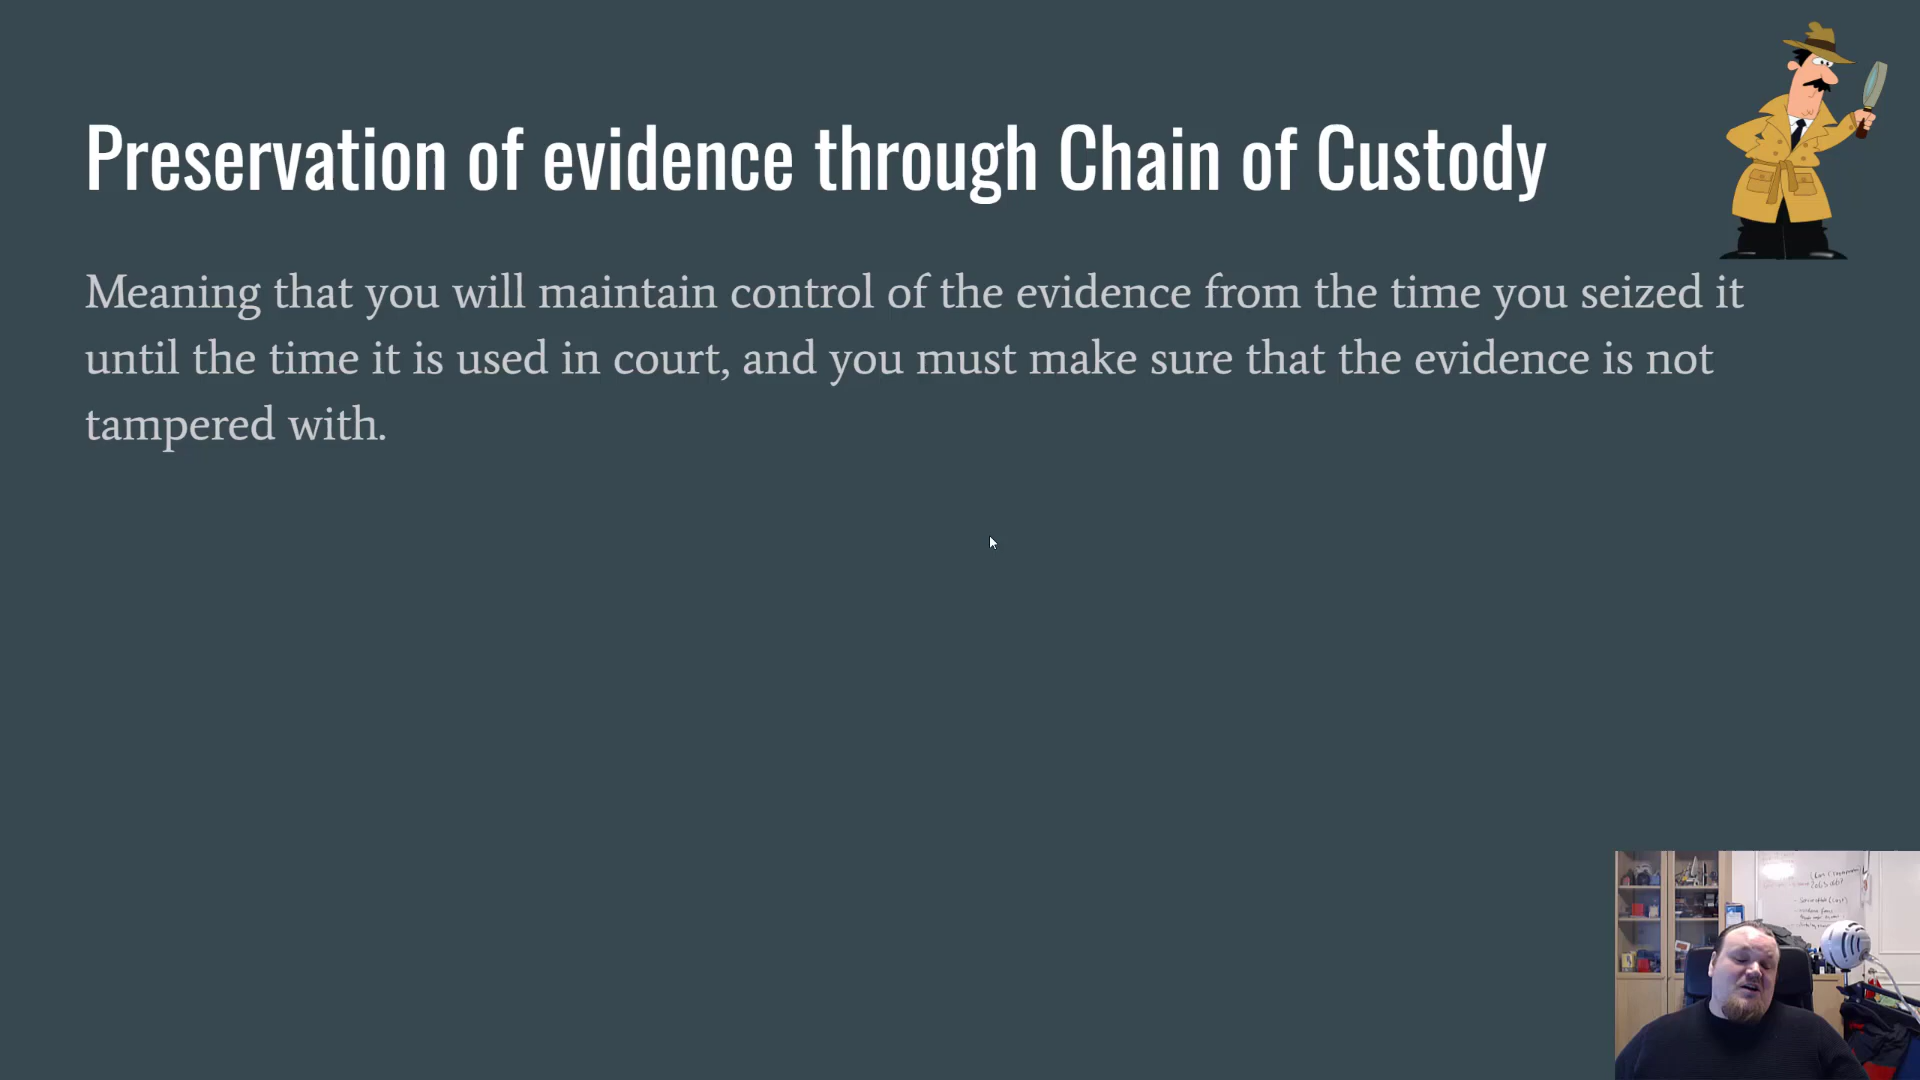 Preservation of evidence through Chain of Custody
Meaning that you will maintain control of the evidence from the time you seized it
until the time it is used in court, and you must make sure that the evidence is not
tampered with.